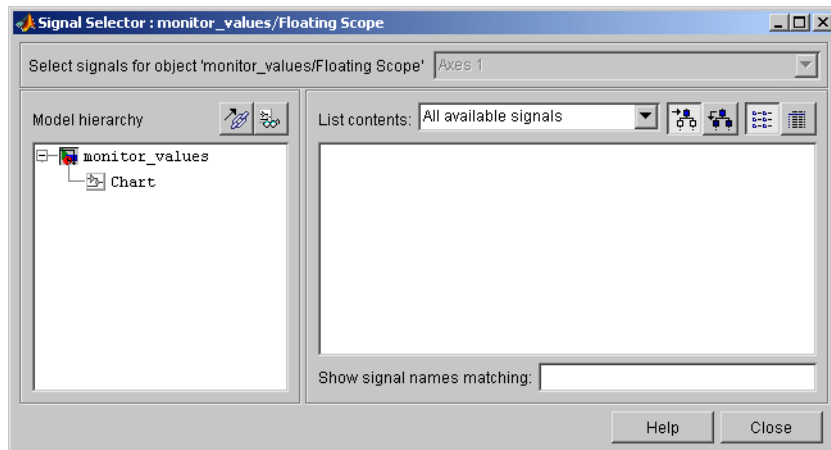 Signal Selector : monitor_values/Floating Scope
Select signals for object 'monitor_values/Floating Scope' Axes 1
Model hierarchy
List contents: All available signals
monitor_values
Chart
Show signal names matching:
Help Close